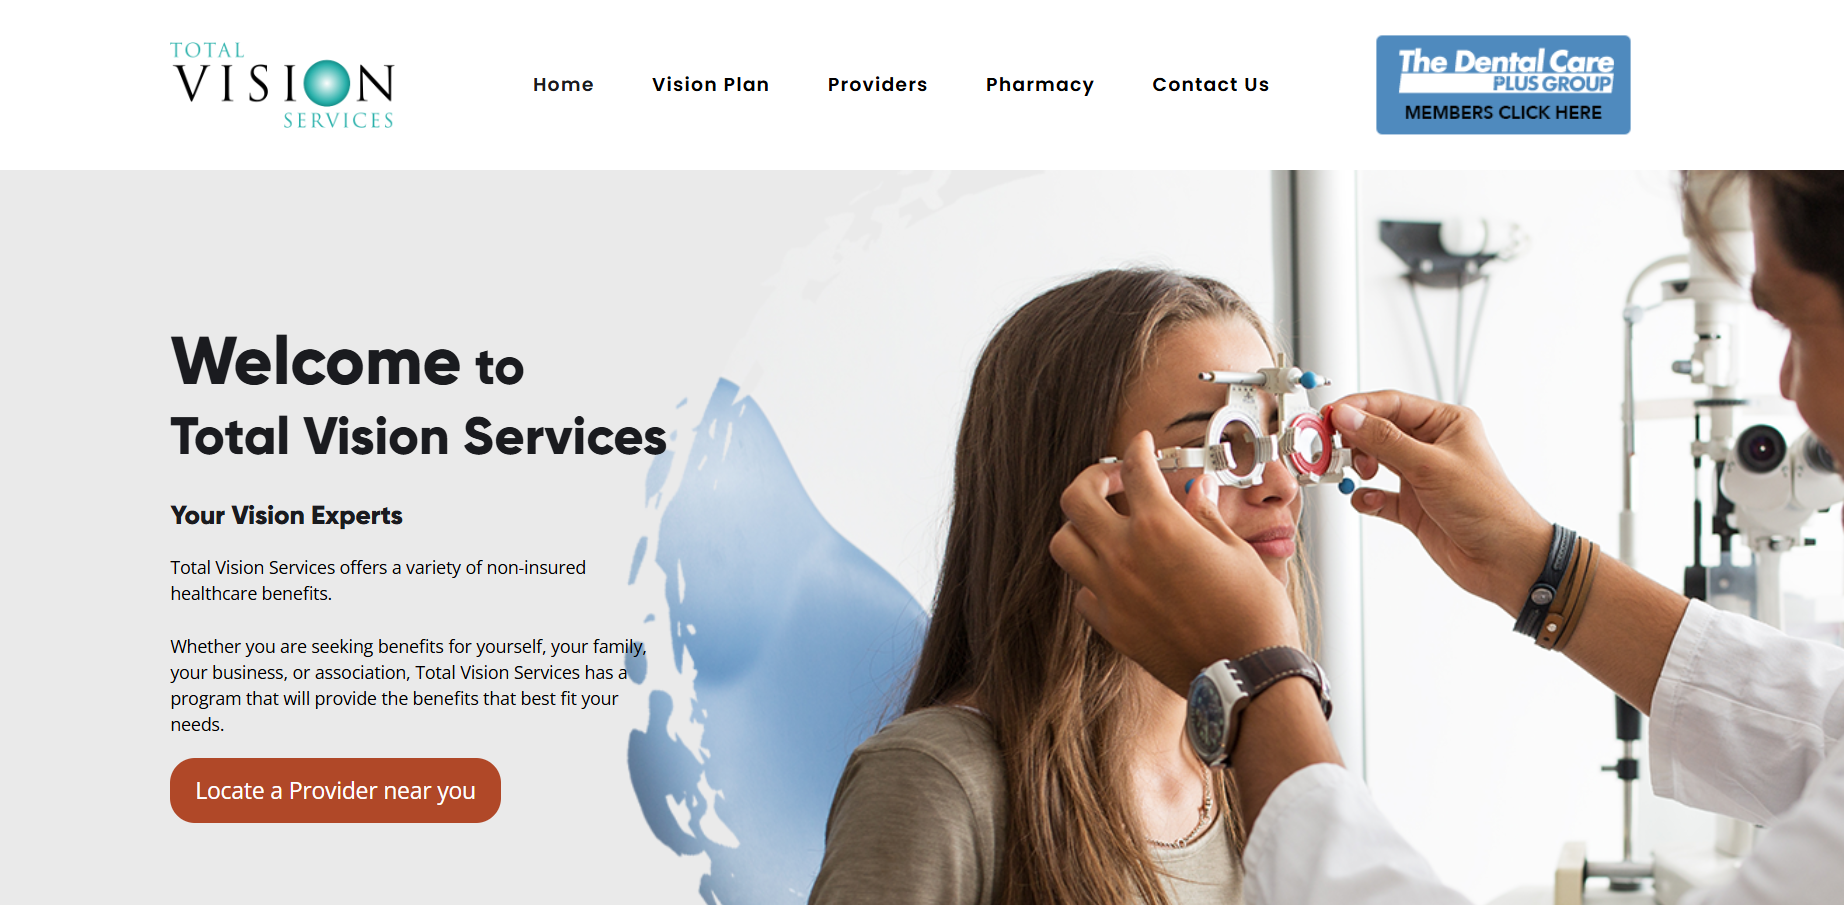 TOTAL
VISION
SERVICES
Home
Vision Plan
Providers
Pharmacy
Contact Us
The Dental Care
PLUS GROUP
MEMBERS CLICK HERE
Welcome to
Total Vision Services
Your Vision Experts
Total Vision Services offers a variety of non-insured
healthcare benefits.
Whether you are seeking benefits for yourself, your family,
your business, or association, Total Vision Services has a
program that will provide the benefits that best fit your
needs.
Locate a Provider near you